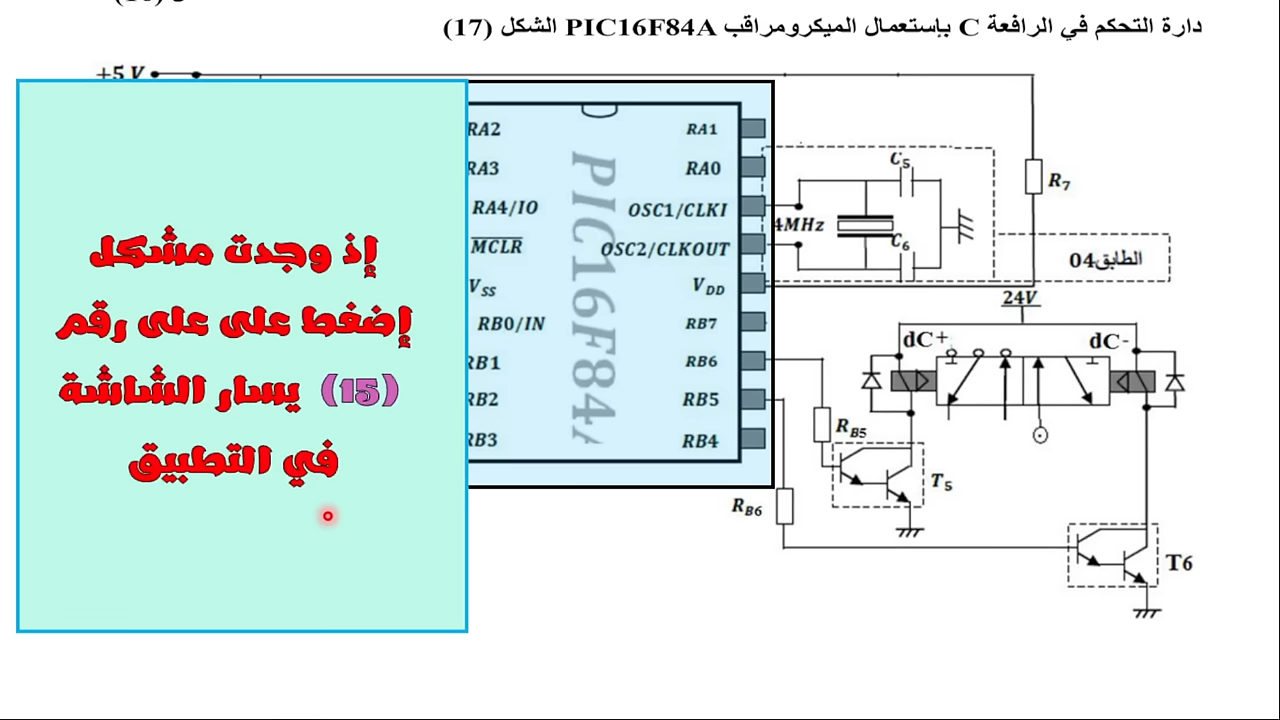 دارة التحكم في الرافعة C بإستعمال الميكرومراقب PIC16F84A الشكل (17)
+5 V
إذ وجدت مشكل
إضغط على على رقم
(15) يسار الشاشة
في التطبيق
RA2
RA3
RA4/IO
MCLR
VSS
RB0/IN
RB1
RB2
RB3
PIC16F84A
RA1
RA0
OSC1/CLKI
OSC2/CLKOUT
VDD
RB7
RB6
RB5
RB4
4MHz
C5
C6
R7
الطابق04
24V
dC+
dC-
RB5
T5
RB6
T6